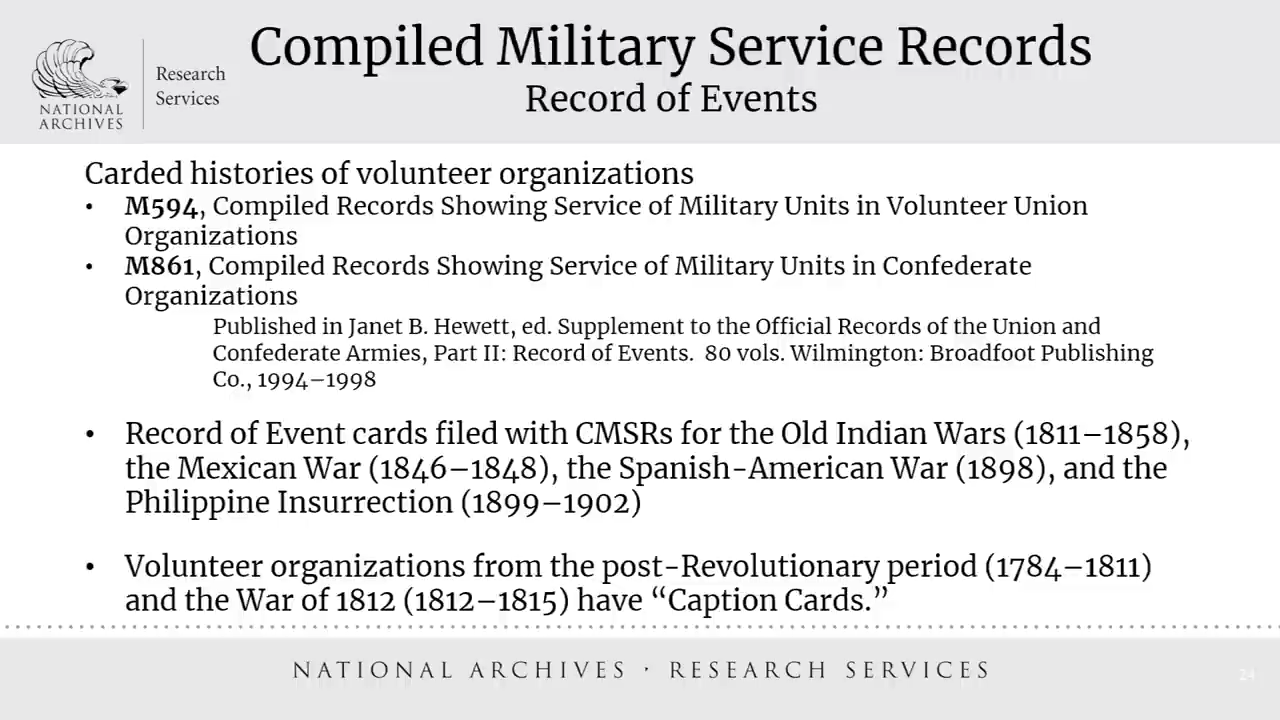 Compiled Military Service Records
Record of Events
NATIONAL
ARCHIVES
Research
Services
Carded histories of volunteer organizations
• M594, Compiled Records Showing Service of Military Units in Volunteer Union
Organizations
• M861, Compiled Records Showing Service of Military Units in Confederate
Organizations
Published in Janet B. Hewett, ed. Supplement to the Official Records of the Union and
Confederate Armies, Part II: Record of Events. 80 vols. Wilmington: Broadfoot Publishing
Co., 1994–1998
• Record of Event cards filed with CMSRs for the Old Indian Wars (1811–1858),
the Mexican War (1846–1848), the Spanish-American War (1898), and the
Philippine Insurrection (1899–1902)
• Volunteer organizations from the post-Revolutionary period (1784–1811)
and the War of 1812 (1812–1815) have “Caption Cards.”
NATIONAL ARCHIVES · RESEARCH SERVICES
24